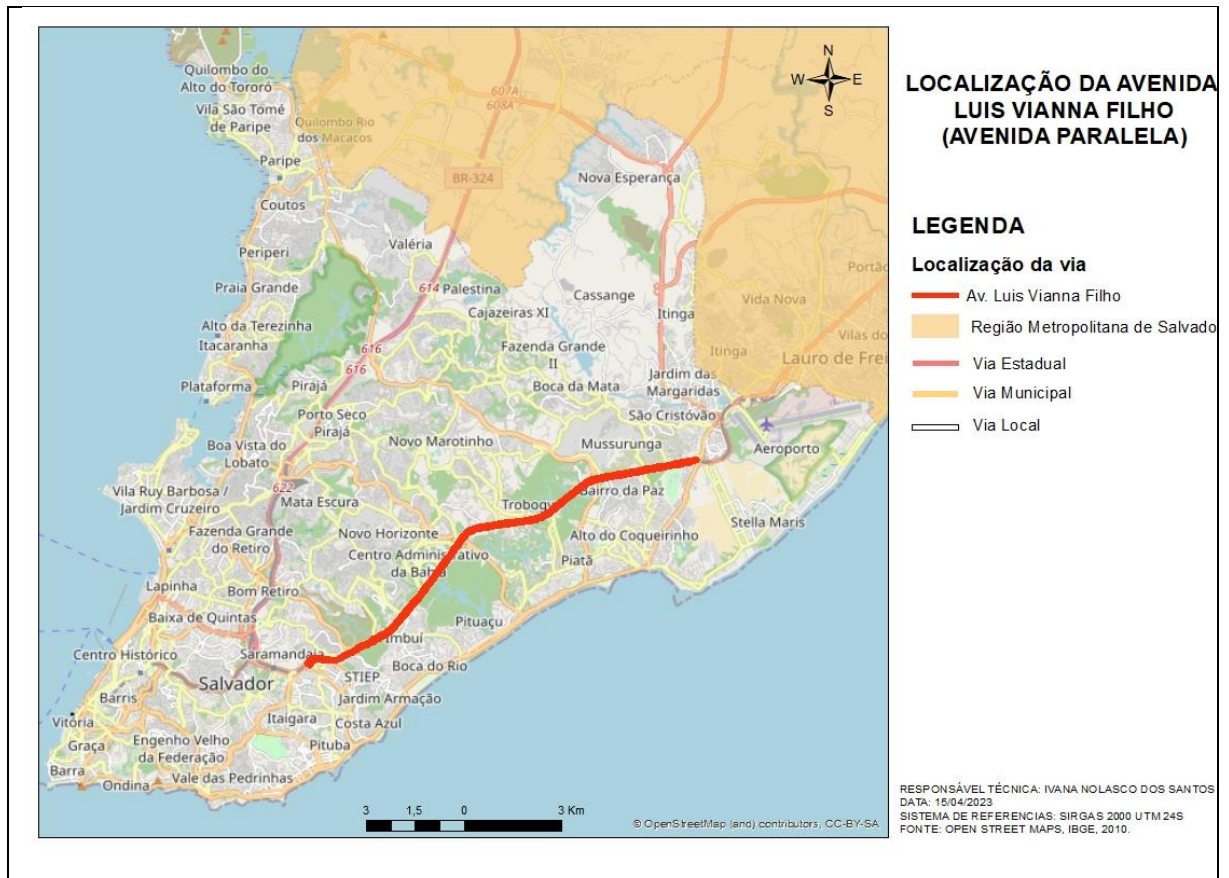 N
W E
S
Quilombo do
Alto do Tororó
Vila São Tomé
de Paripe
Quilombo Rio
dos Macacos
607A
608A
Paripe
BR-324
Nova Esperança
Coutos
Periperi
Valéria
Praia Grande
614
Palestina
Cassange
Portão
Cajazeiras XI
Vida Nova
Alto da Terezinha
Itacaranha
616
616
Fazenda Grande
II
Itinga
Itinga
Vilas do
Lauro de Frei
Plataforma
Pirajá
Boca da Mata
Jardim das
Margaridas
Porto Seco
Pirajá
São Cristóvão
Boa Vista do
Lobato
Novo Marotinho
Mussurunga
Aeroporto
622
Vila Ruy Barbosa /
Jardim Cruzeiro
Mata Escura
Trobogy
Bairro da Paz
Stella Maris
Fazenda Grande
do Retiro
Novo Horizonte
Alto do Coqueirinho
Centro Administrativo
da Bahia
Piatã
Lapinha
Bom Retiro
Baixa de Quintas
Pituaçu
Imbuí
Centro Histórico
Saramandaia
Boca do Rio
Salvador
STIEP
Barris
Jardim Armação
Vitória
Itaigara
Costa Azul
Graça
Engenho Velho
da Federação
Pituba
Barra
Ondina
Vale das Pedrinhas
3 1,5 0 3 Km
© OpenStreetMap (and) contributors, CC-BY-SA
LOCALIZAÇÃO DA AVENIDA
LUIS VIANNA FILHO
(AVENIDA PARALELA)
LEGENDA
Localização da via
Av. Luis Vianna Filho
Região Metropolitana de Salvado
Via Estadual
Via Municipal
Via Local
RESPONSÁVEL TÉCNICA: IVANA NOLASCO DOS SANTOS
DATA: 15/04/2023
SISTEMA DE REFERENCIAS: SIRGAS 2000 UTM 24S
FONTE: OPEN STREET MAPS, IBGE, 2010.